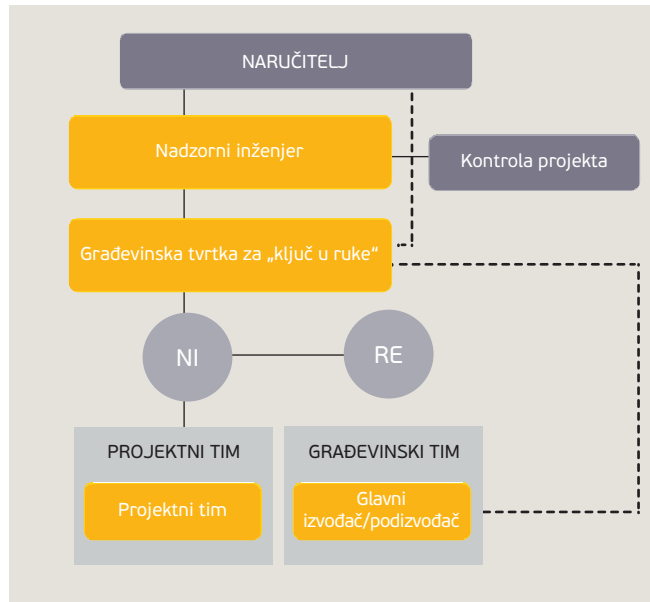 NARUČITELJ
Nadzorni inženjer
Kontrola projekta
Građevinska tvrtka za „ključ u ruke“
NI
RE
PROJEKTNI TIM
GRAĐEVINSKI TIM
Projektni tim
Glavni
izvođač/podizvođač